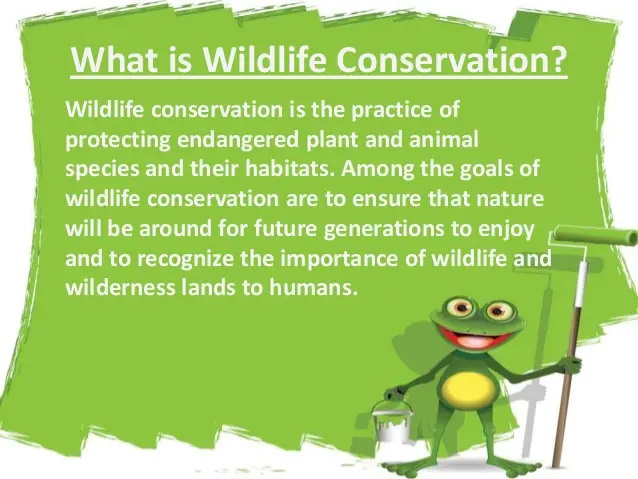 What is Wildlife Conservation?
Wildlife conservation is the practice of
protecting endangered plant and animal
species and their habitats. Among the goals of
wildlife conservation are to ensure that nature
will be around for future generations to enjoy
and to recognize the importance of wildlife and
wilderness lands to humans.